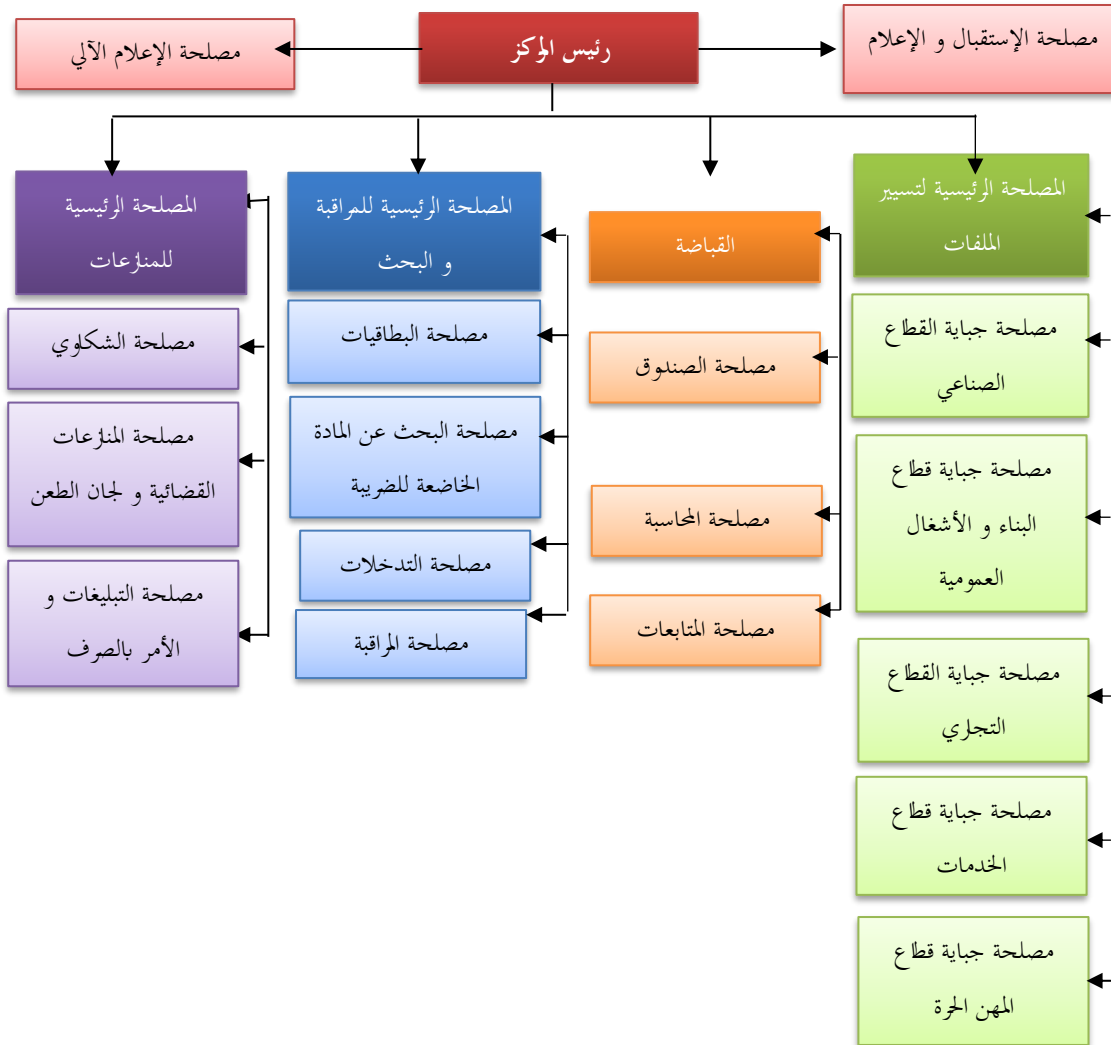 مصلحة الإستقبال و الإعلام
رئيس المركز
مصلحة الإعلام الآلي
المصلحة الرئيسية لتسيير
الملفات
مصلحة جباية القطاع
الصناعي
مصلحة جباية قطاع
البناء و الأشغال
العمومية
مصلحة جباية القطاع
التجاري
مصلحة جباية قطاع
الخدمات
مصلحة جباية قطاع
المهن الحرة
القباضة
مصلحة الصندوق
مصلحة المحاسبة
مصلحة المتابعات
المصلحة الرئيسية للمراقبة
و البحث
مصلحة البطاقيات
مصلحة البحث عن المادة
الخاضعة للضريبة
مصلحة التدخلات
مصلحة المراقبة
المصلحة الرئيسية
للمنازعات
مصلحة الشكاوي
مصلحة المنازعات
القضائية و لجان الطعن
مصلحة التبليغات و
الأمر بالصرف